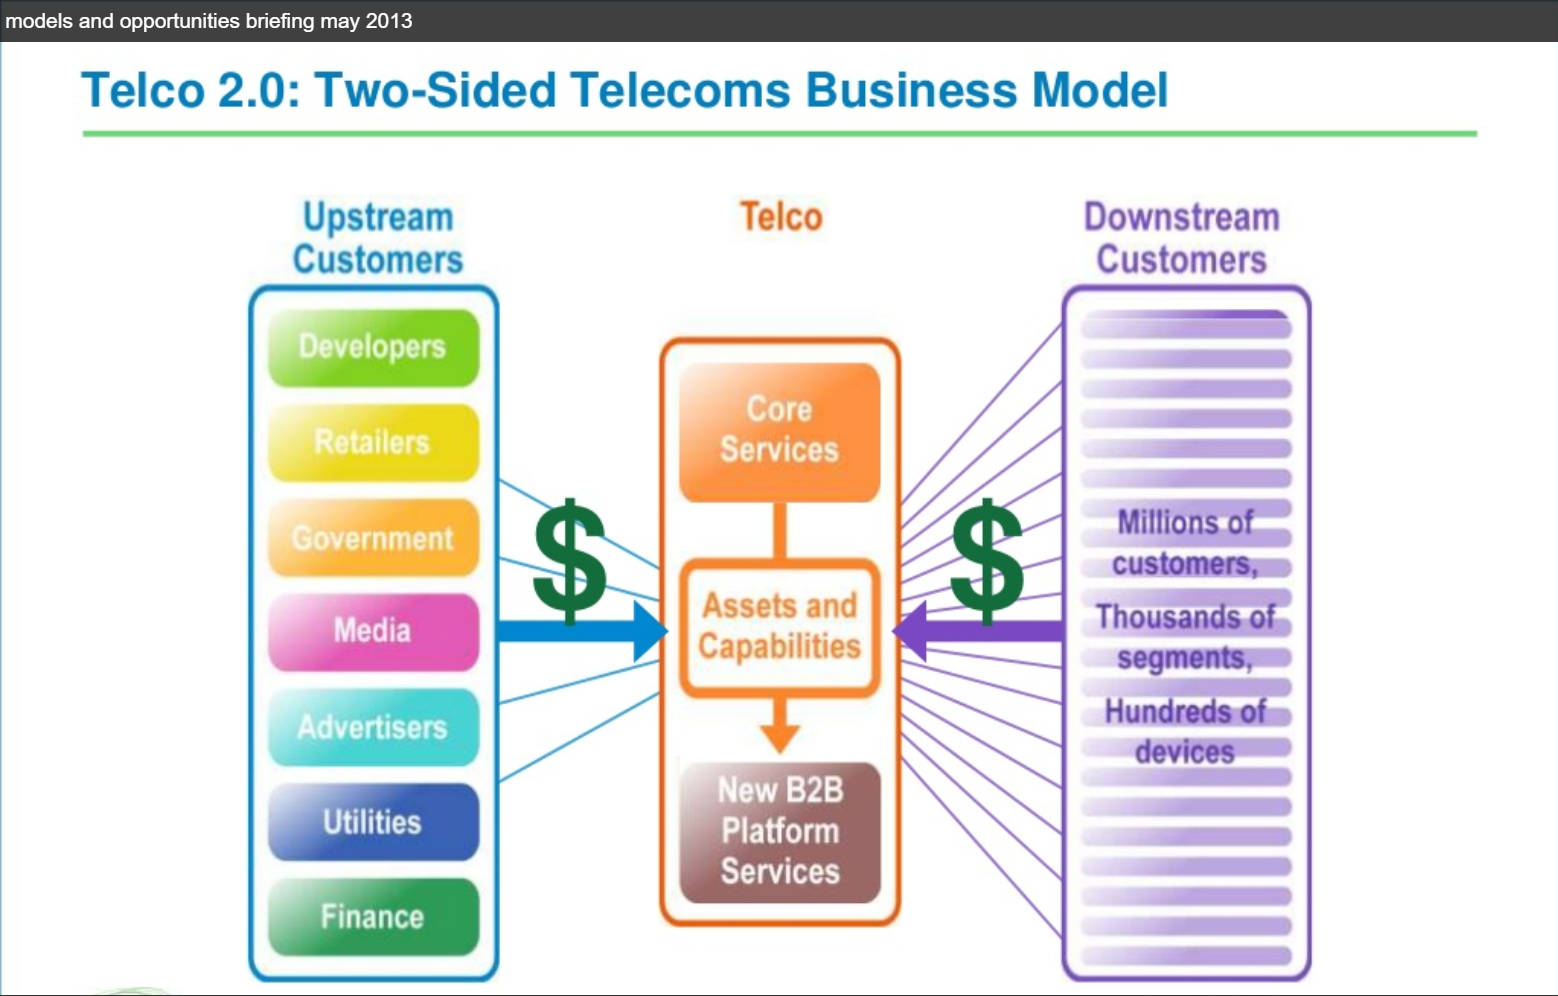 models and opportunities briefing may 2013
Telco 2.0: Two-Sided Telecoms Business Model
Upstream
Customers
Developers
Retailers
Government
Media
Advertisers
Utilities
Finance
$
Telco
Core
Services
Assets and
Capabilities
New B2B
Platform
Services
$
Downstream
Customers
Millions of
customers,
Thousands of
segments,
Hundreds of
devices